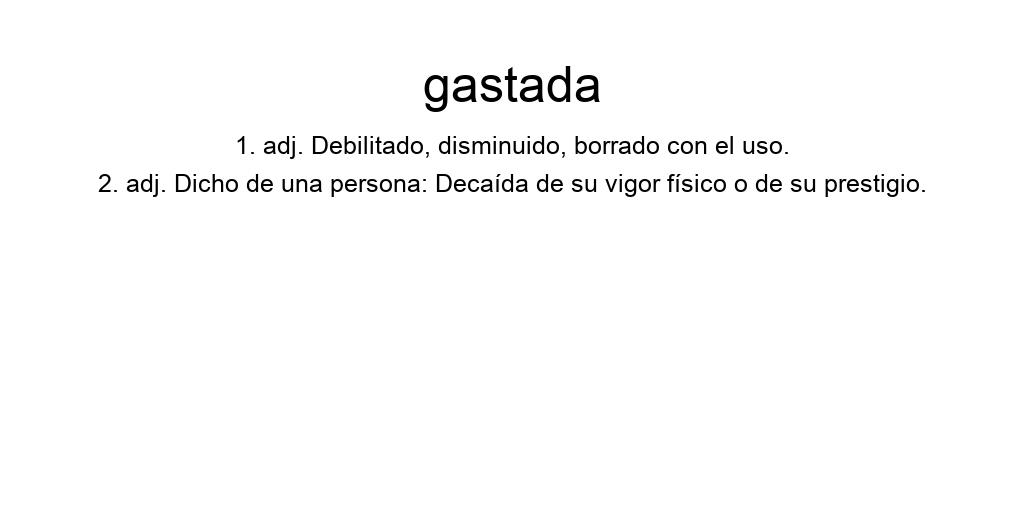 gastada
1. adj. Debilitado, disminuido, borrado con el uso.
2. adj. Dicho de una persona: Decaída de su vigor físico o de su prestigio.